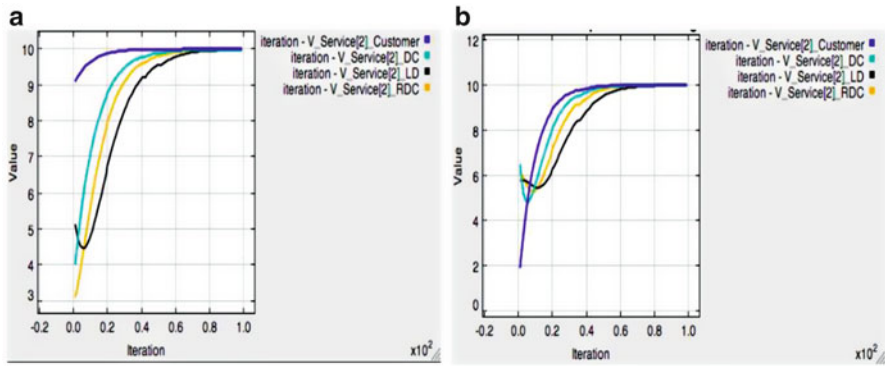 a
iteration - V_Service[2]_Customer
iteration - V_Service[2]_DC
iteration - V_Service[2]_LD
iteration - V_Service[2]_RDC
10
9
8
7
6
5
4
3
Value
-0.2 0.0 0.2 0.4 0.6 0.8 1.0
Iteration
x10²
b
iteration - V_Service[2]_Customer
iteration - V_Service[2]_DC
iteration - V_Service[2]_LD
iteration - V_Service[2]_RDC
12
10
8
6
4
2
0
Value
-0.2 0.0 0.2 0.4 0.6 0.8 1.0
Iteration
x10²